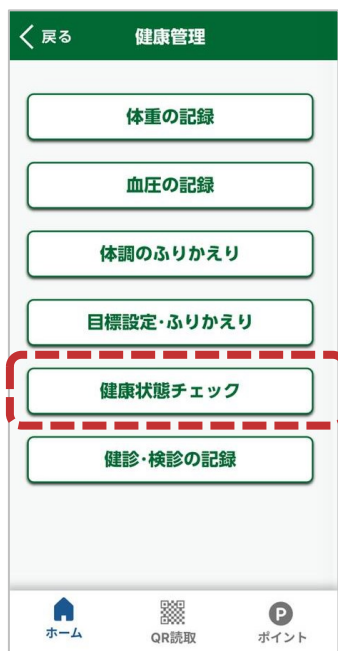 戻る 健康管理
体重の記録
血圧の記録
体調のふりかえり
目標設定・ふりかえり
健康状態チェック
健診・検診の記録
ホーム QR読取 P ポイント